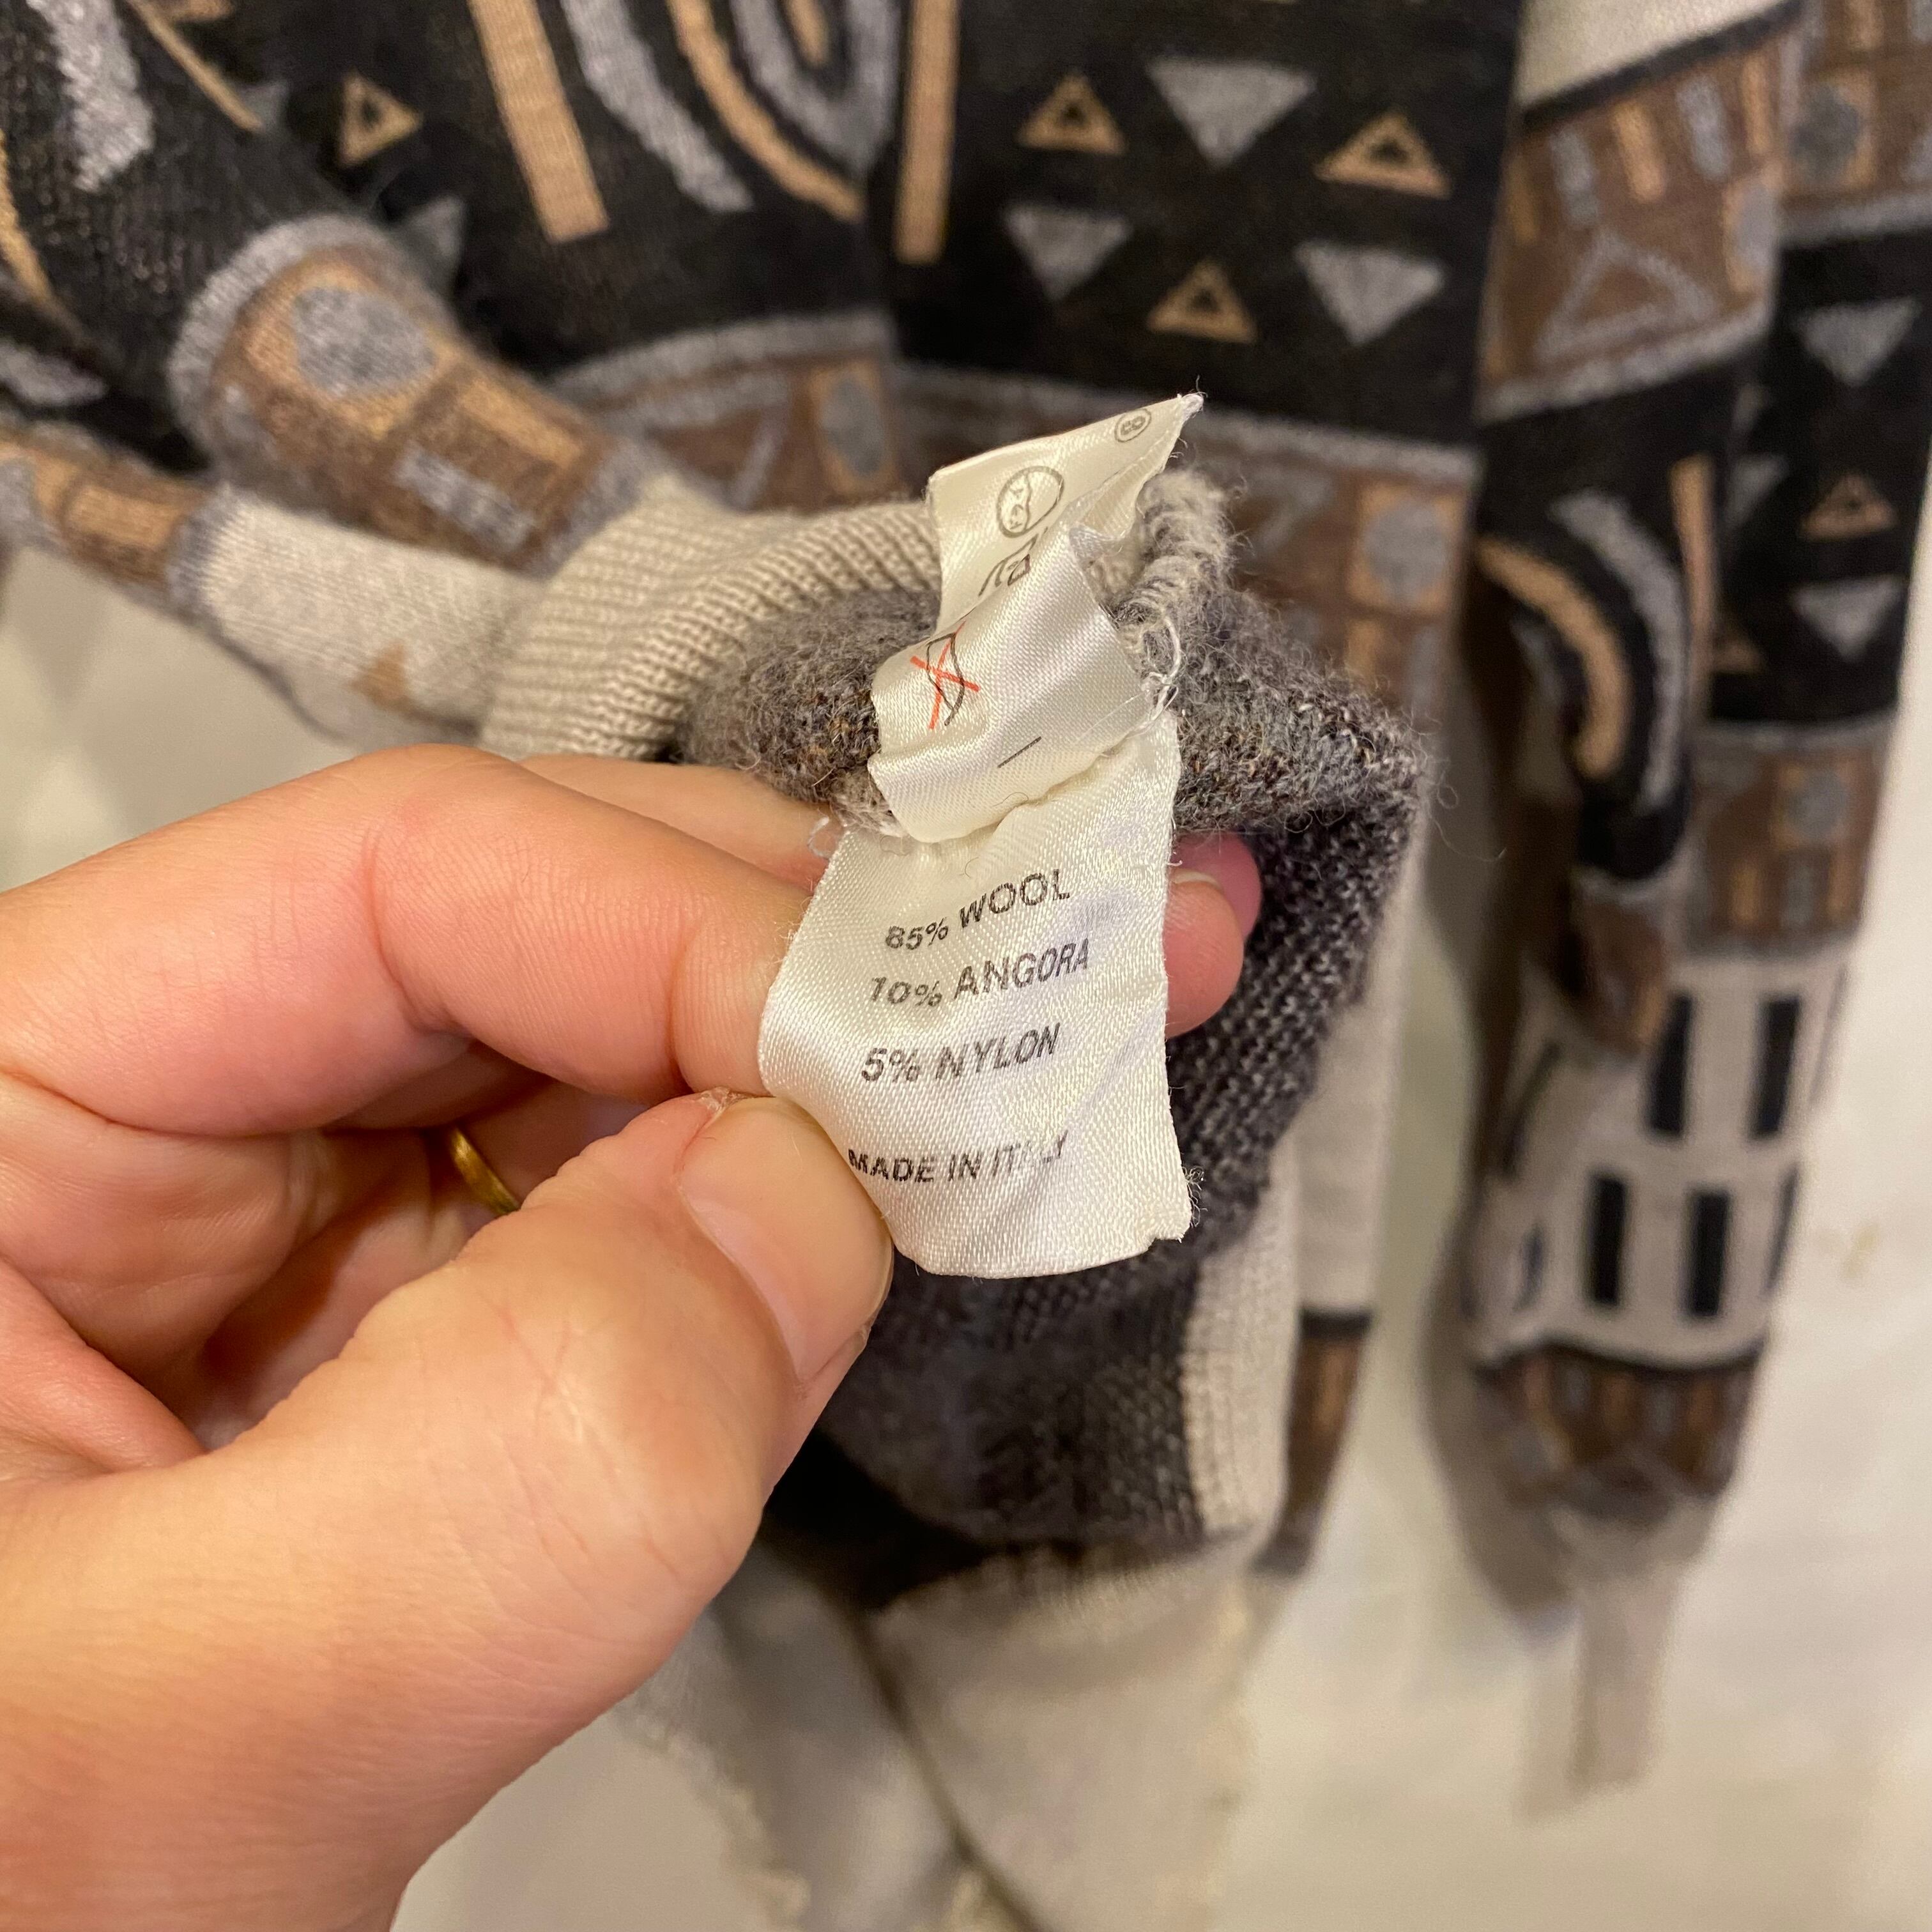 85% WOOL
10% ANGORA
5% NYLON
MADE IN ITALY